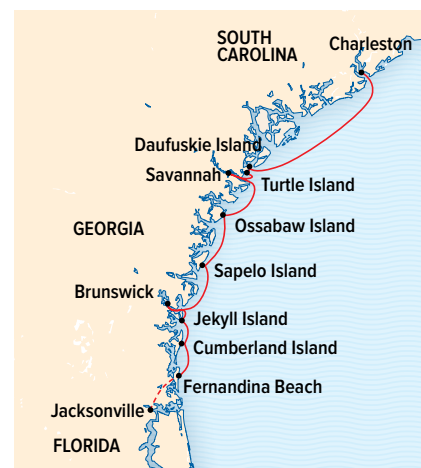 SOUTH
CAROLINA
Charleston
Daufuskie Island
Savannah
Turtle Island
Ossabaw Island
GEORGIA
Sapelo Island
Brunswick
Jekyll Island
Cumberland Island
Fernandina Beach
Jacksonville
FLORIDA